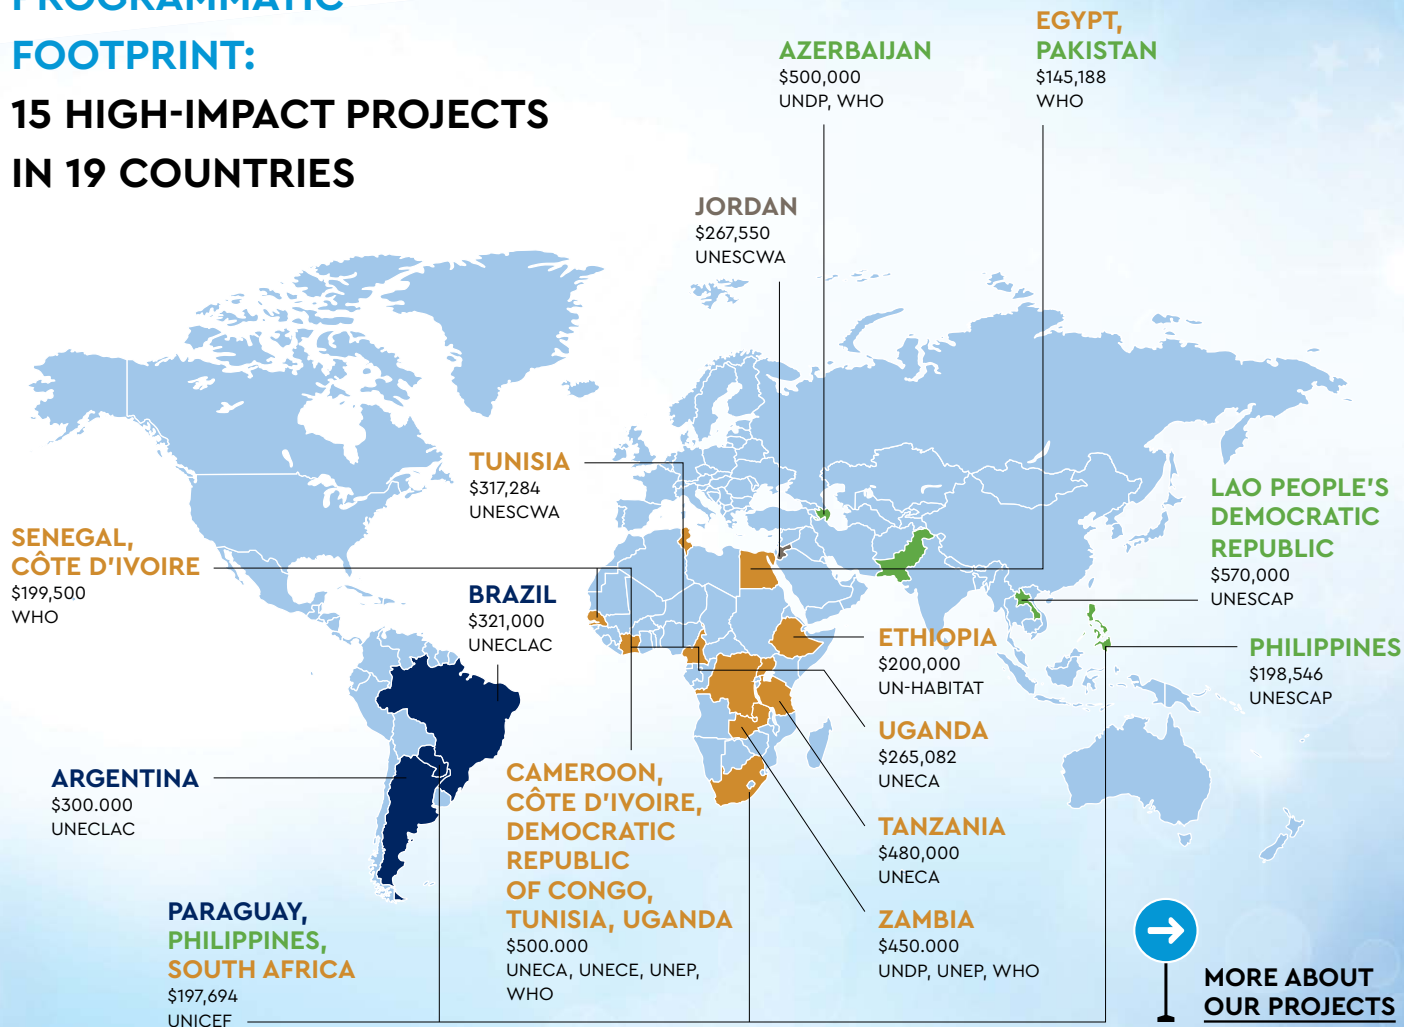 PROGRAMMATIC
FOOTPRINT:
15 HIGH-IMPACT PROJECTS
IN 19 COUNTRIES
EGYPT,
PAKISTAN
$145,188
WHO
AZERBAIJAN
$500,000
UNDP, WHO
JORDAN
$267,550
UNESCWA
TUNISIA
$317,284
UNESCWA
LAO PEOPLE'S
DEMOCRATIC
REPUBLIC
$570,000
UNESCAP
SENEGAL,
CÔTE D'IVOIRE
$199,500
WHO
BRAZIL
$321,000
UNECLAC
ETHIOPIA
$200,000
UN-HABITAT
PHILIPPINES
$198,546
UNESCAP
UGANDA
$265,082
UNECA
ARGENTINA
$300.000
UNECLAC
CAMEROON,
CÔTE D'IVOIRE,
DEMOCRATIC
REPUBLIC
OF CONGO,
TUNISIA, UGANDA
$500.000
UNECA, UNECE, UNEP,
WHO
TANZANIA
$480,000
UNECA
ZAMBIA
$450.000
UNDP, UNEP, WHO
PARAGUAY,
PHILIPPINES,
SOUTH AFRICA
$197,694
UNICEF
MORE ABOUT
OUR PROJECTS